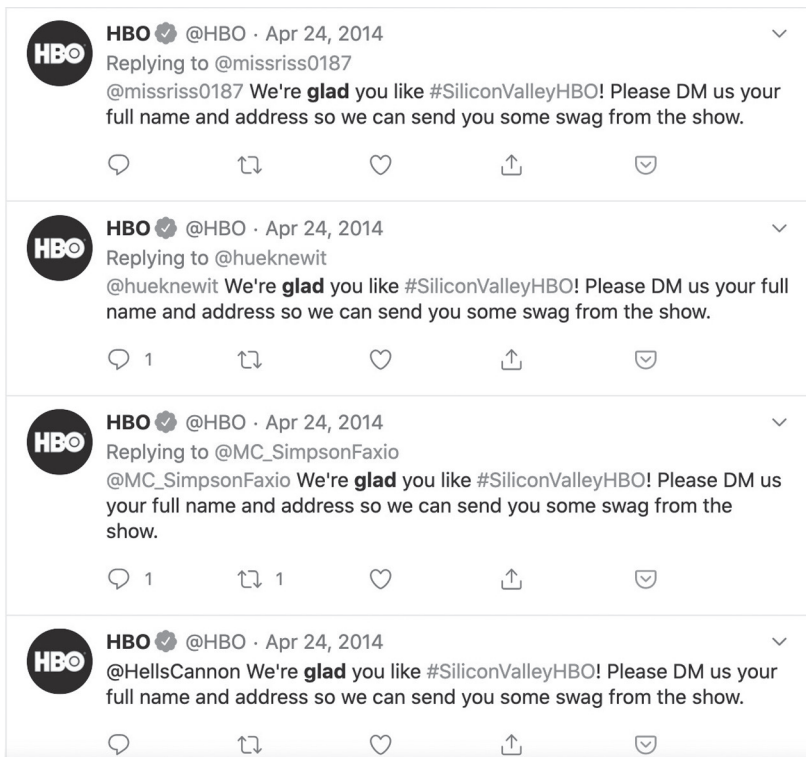 HBO
HBO @HBO · Apr 24, 2014
Replying to @missriss0187
@missriss0187 We're glad you like #SiliconValleyHBO! Please DM us your
full name and address so we can send you some swag from the show.
HBO
HBO @HBO · Apr 24, 2014
Replying to @hueknewit
@hueknewit We're glad you like #SiliconValleyHBO! Please DM us your full
name and address so we can send you some swag from the show.
1
HBO
HBO @HBO · Apr 24, 2014
Replying to @MC_SimpsonFaxio
@MC_SimpsonFaxio We're glad you like #SiliconValleyHBO! Please DM us
your full name and address so we can send you some swag from the
show.
1 1
HBO
HBO @HBO · Apr 24, 2014
@HellsCannon We're glad you like #SiliconValleyHBO! Please DM us your
full name and address so we can send you some swag from the show.